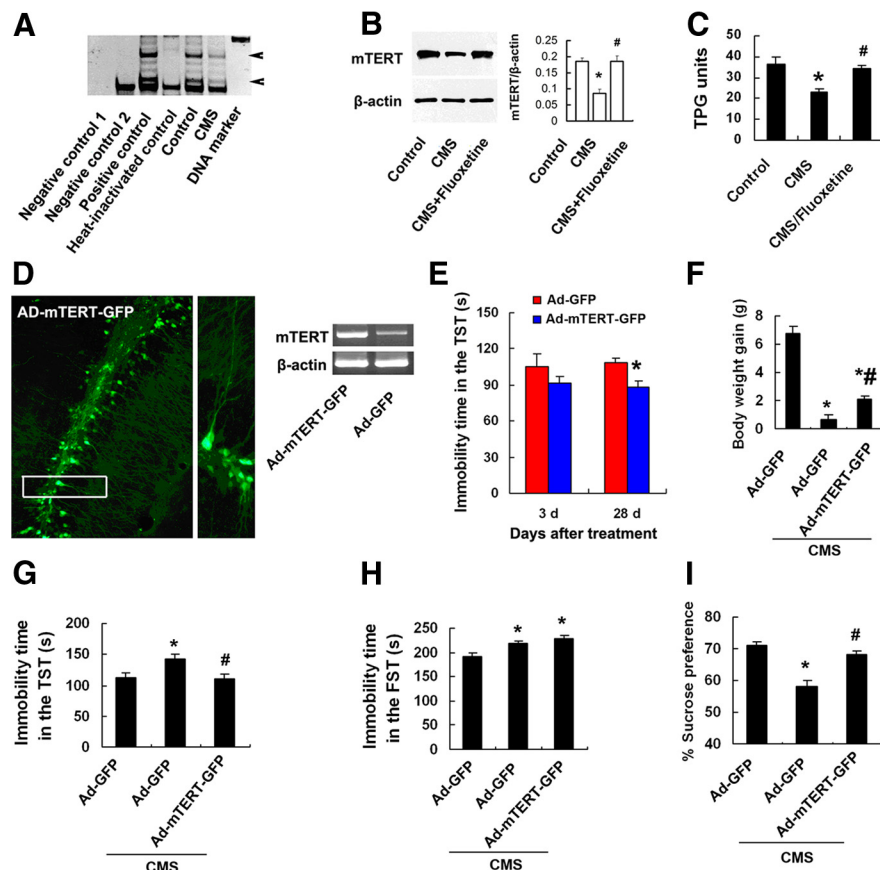 A
Negative control 1
Negative control 2
Positive control
Heat-inactivated control
Control
CMS
DNA marker
B
mTERT
β-actin
Control
CMS
CMS+Fluoxetine
mTERT/β-actin
0.2
0.15
0.1
0.05
0
*
#
Control
CMS
CMS+Fluoxetine
C
TPG units
50
40
30
20
10
0
*
#
Control
CMS
CMS/Fluoxetine
D
AD-mTERT-GFP
mTERT
β-actin
Ad-mTERT-GFP
Ad-GFP
E
Immobility time in the TST (s)
150
120
90
60
30
0
Ad-GFP
Ad-mTERT-GFP
*
3 d
28 d
Days after treatment
F
Body weight gain (g)
8
6
4
2
0
*
*#
Ad-GFP
Ad-GFP
Ad-mTERT-GFP
CMS
G
Immobility time
in the TST (s)
200
150
100
50
0
*
#
Ad-GFP
Ad-GFP
Ad-mTERT-GFP
CMS
H
Immobility time
in the FST (s)
250
200
150
100
50
0
*
*
Ad-GFP
Ad-GFP
Ad-mTERT-GFP
CMS
I
% Sucrose preference
80
70
60
50
40
*
#
Ad-GFP
Ad-GFP
Ad-mTERT-GFP
CMS